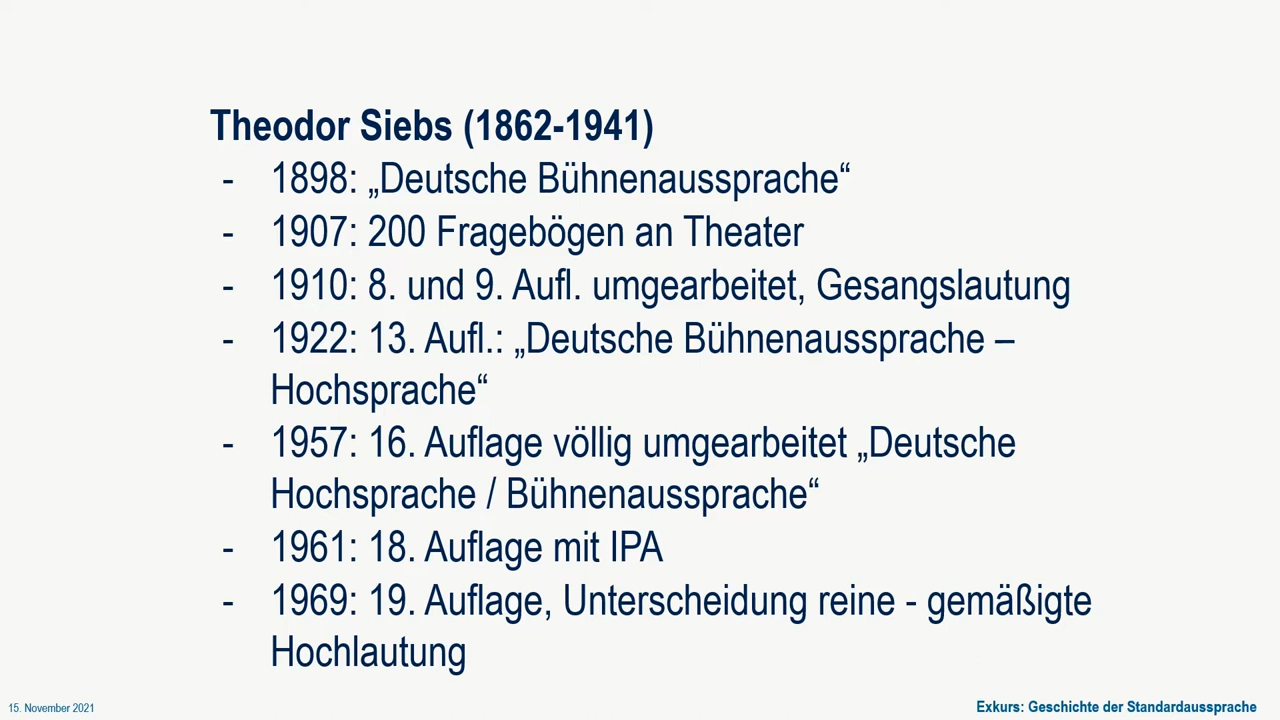 Theodor Siebs (1862-1941)
- 1898: „Deutsche Bühnenaussprache“
- 1907: 200 Fragebögen an Theater
- 1910: 8. und 9. Aufl. umgearbeitet, Gesangslautung
- 1922: 13. Aufl.: „Deutsche Bühnenaussprache –
Hochsprache“
- 1957: 16. Auflage völlig umgearbeitet „Deutsche
Hochsprache / Bühnenaussprache“
- 1961: 18. Auflage mit IPA
- 1969: 19. Auflage, Unterscheidung reine - gemäßigte
Hochlautung
15. November 2021
Exkurs: Geschichte der Standardaussprache